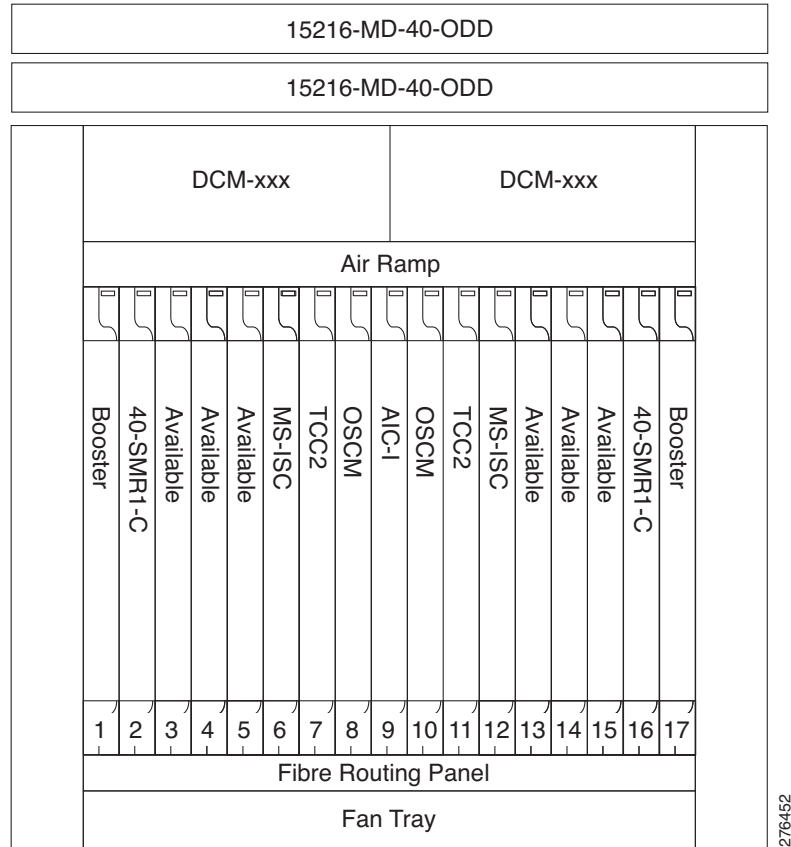 15216-MD-40-ODD
15216-MD-40-ODD
DCM-xxx
DCM-xxx
Air Ramp
Booster
40-SMR1-C
Available
Available
Available
MS-ISC
TCC2
OSCM
AIC-I
OSCM
TCC2
MS-ISC
Available
Available
Available
40-SMR1-C
Booster
1 2 3 4 5 6 7 8 9 10 11 12 13 14 15 16 17
Fibre Routing Panel
Fan Tray
276452